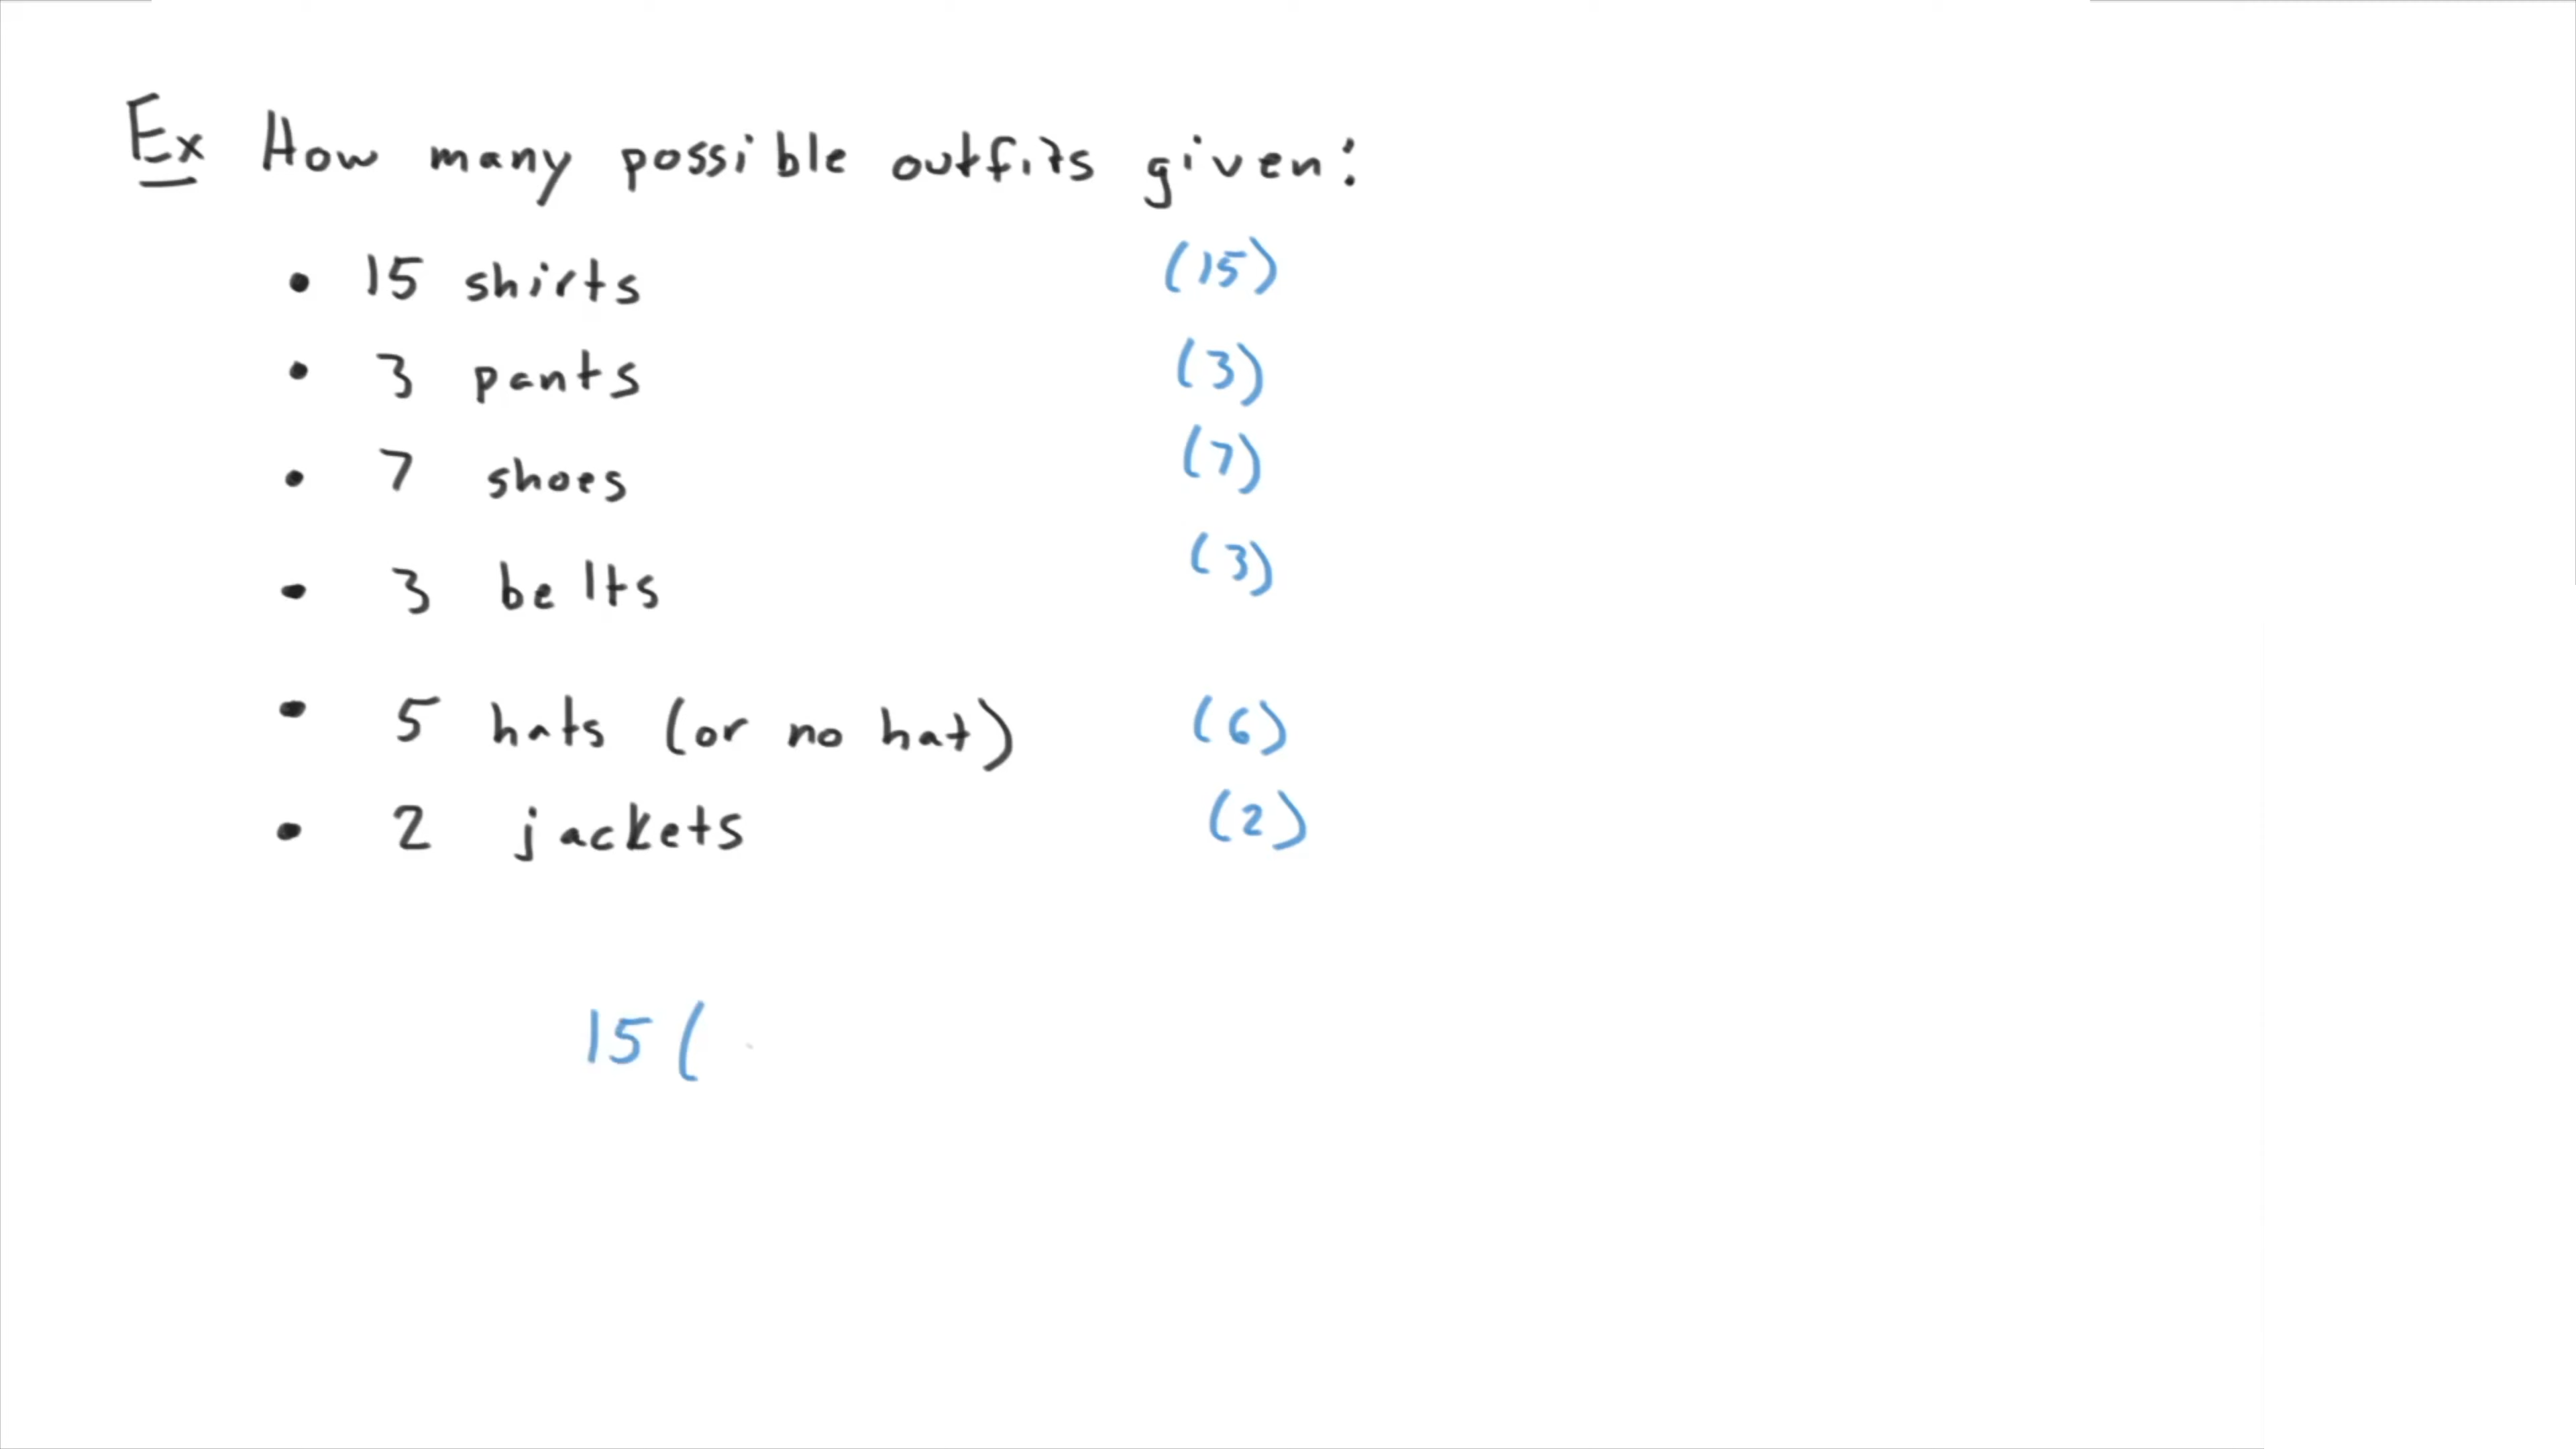 Ex How many possible outfits given:
• 15 shirts (15)
• 3 pants (3)
• 7 shoes (7)
• 3 belts (3)
• 5 hats (or no hat) (6)
• 2 jackets (2)
15 (